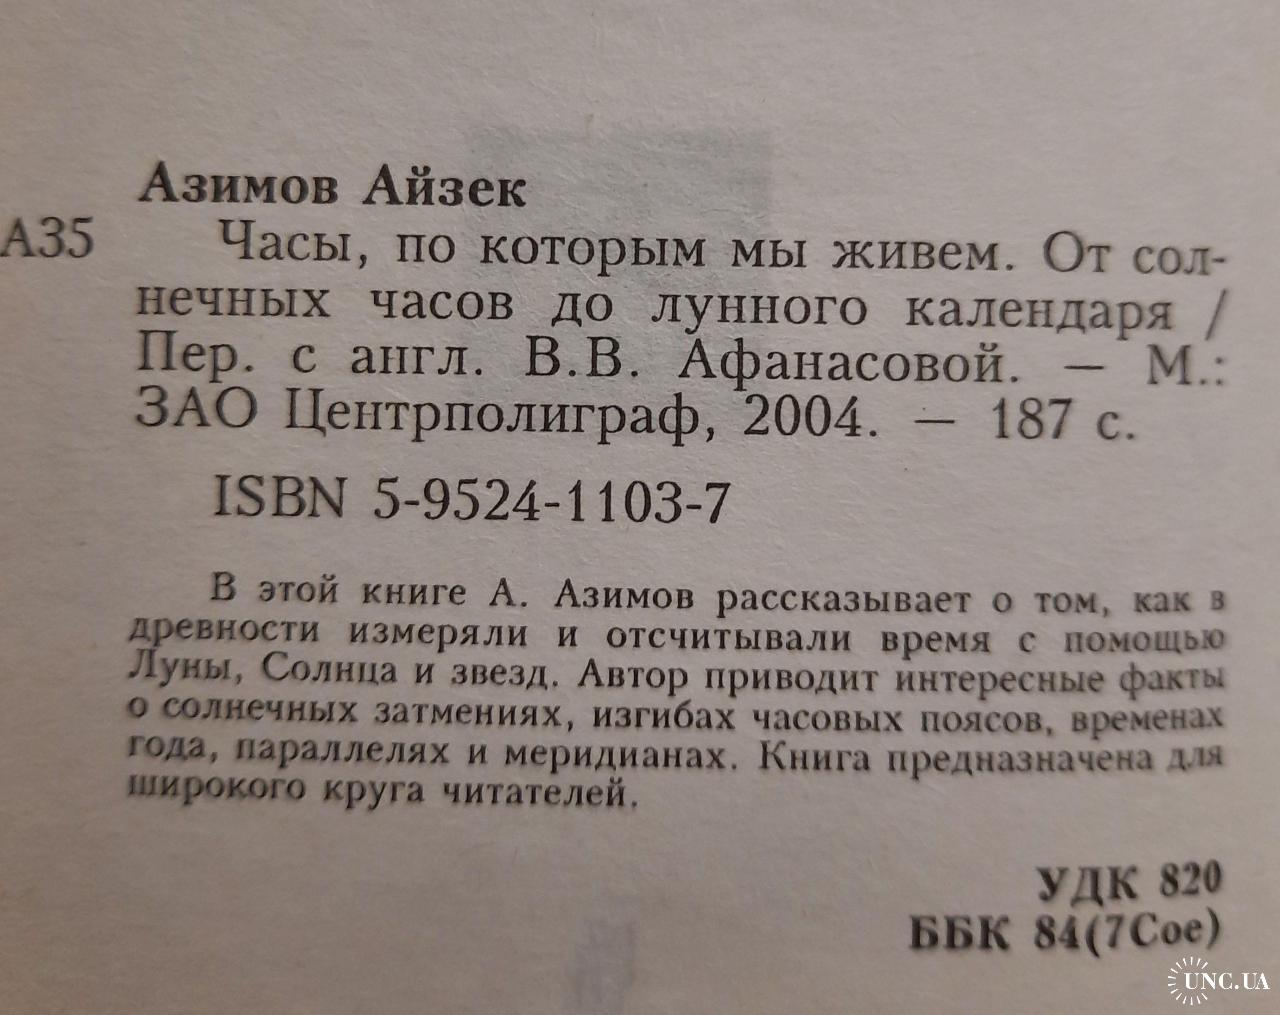 Азимов Айзек
А35 Часы, по которым мы живем. От сол-
нечных часов до лунного календаря /
Пер. с англ. В.В. Афанасовой. — М.:
ЗАО Центрполиграф, 2004. — 187 с.
ISBN 5-9524-1103-7
В этой книге А. Азимов рассказывает о том, как в
древности измеряли и отсчитывали время с помощью
Луны, Солнца и звезд. Автор приводит интересные факты
о солнечных затмениях, изгибах часовых поясов, временах
года, параллелях и меридианах. Книга предназначена для
широкого круга читателей.
УДК 820
ББК 84(7Сое)
UNC.UA